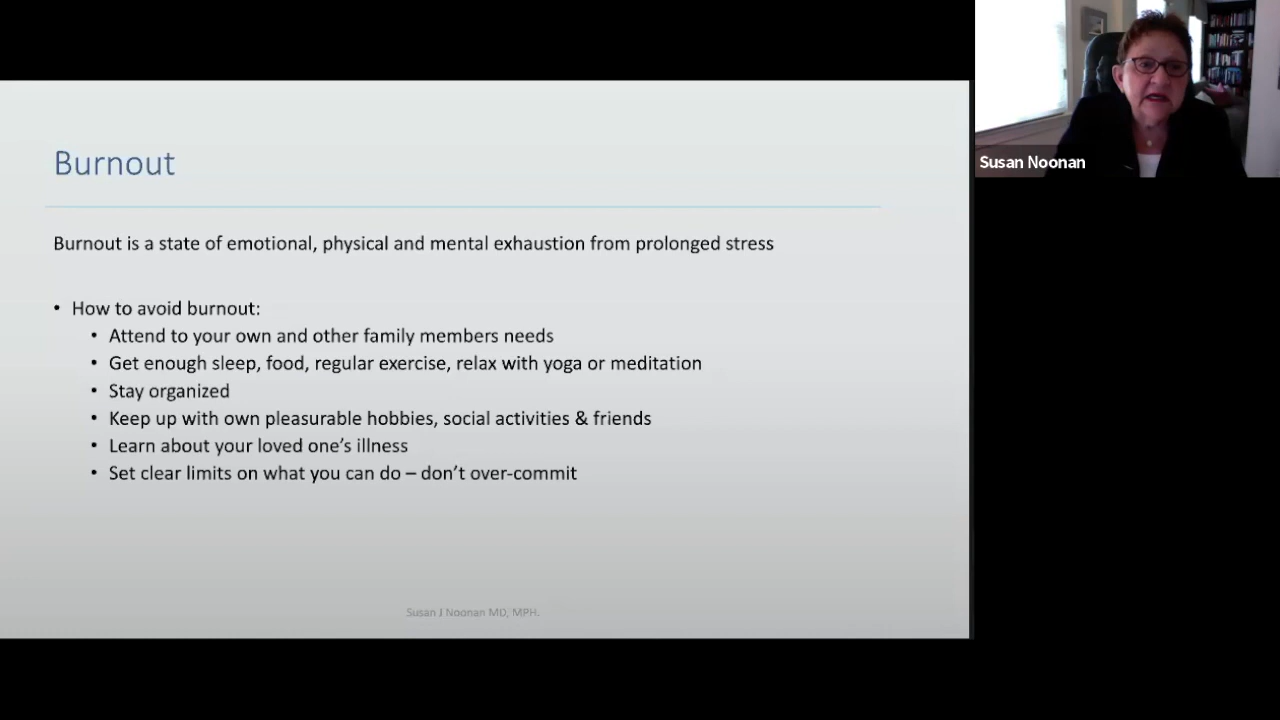 Burnout
Burnout is a state of emotional, physical and mental exhaustion from prolonged stress
• How to avoid burnout:
• Attend to your own and other family members needs
• Get enough sleep, food, regular exercise, relax with yoga or meditation
• Stay organized
• Keep up with own pleasurable hobbies, social activities & friends
• Learn about your loved one’s illness
• Set clear limits on what you can do – don’t over-commit
Susan J Noonan MD, MPH.
Susan Noonan